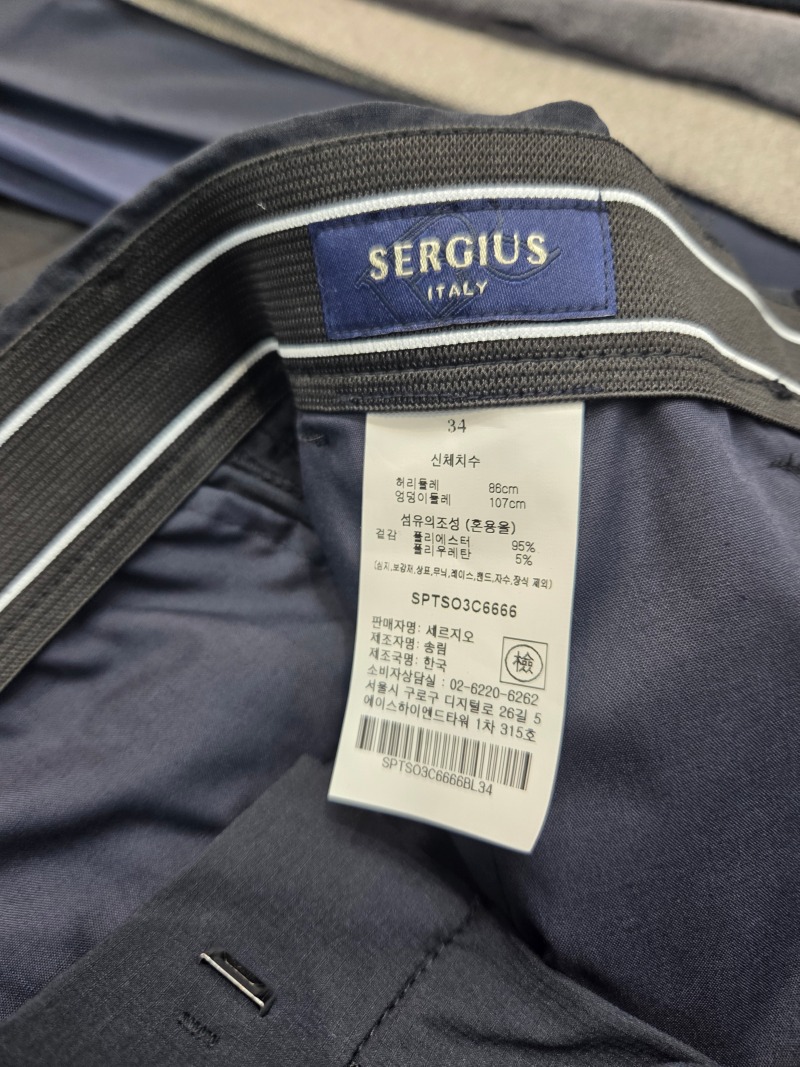 SERGIUS
ITALY
34
신체치수
허리둘레 86cm
엉덩이둘레 107cm
섬유의조성 (혼용율)
겉감 폴리에스터 95%
폴리우레탄 5%
(심지,보강재,상표,무늬,레이스,밴드,자수,장식 제외)
SPTSO3C6666
판매자명: 세르지오
제조자명: 송림
제조국명: 한국
檢
소비자상담실 : 02-6220-6262
서울시 구로구 디지털로 26길 5
에이스하이엔드타워 1차 315호
SPTSO3C6666BL34